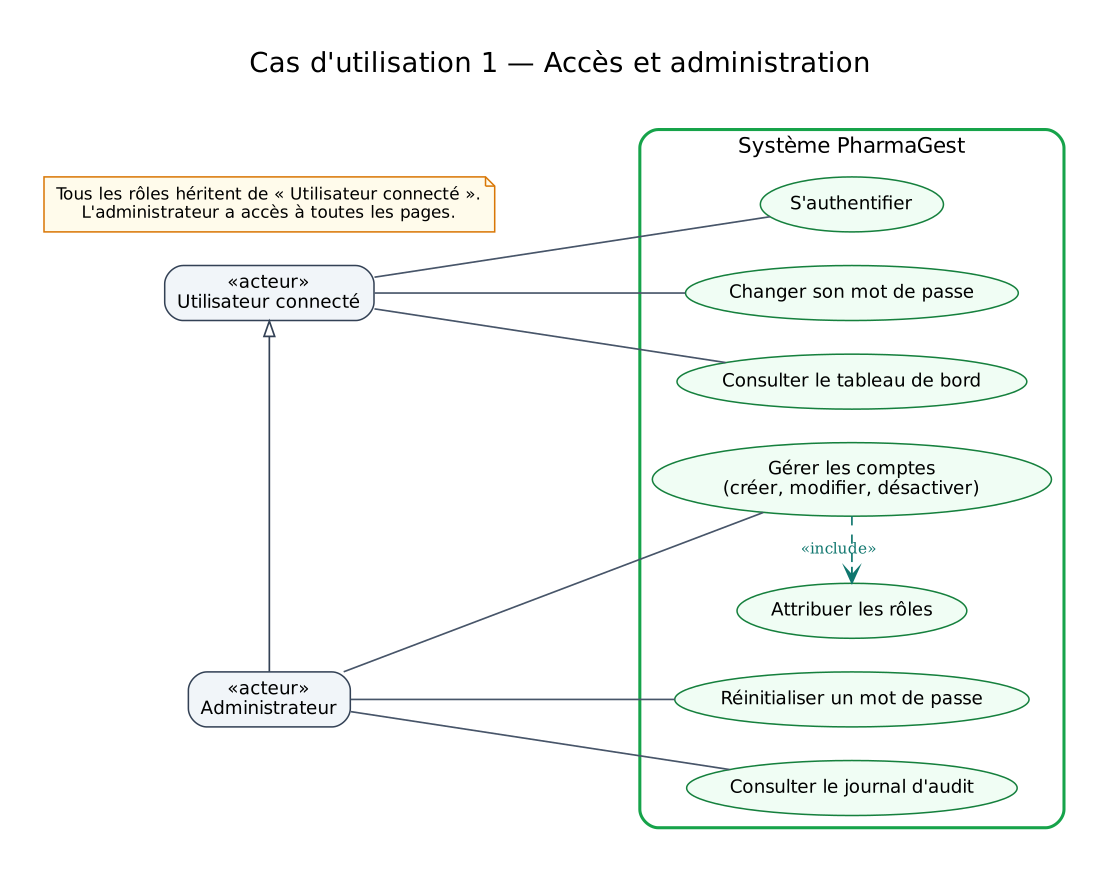 Cas d'utilisation 1 — Accès et administration
Système PharmaGest
Tous les rôles héritent de « Utilisateur connecté ».
L'administrateur a accès à toutes les pages.
S'authentifier
«acteur»
Utilisateur connecté
Changer son mot de passe
Consulter le tableau de bord
Gérer les comptes
(créer, modifier, désactiver)
«include»
Attribuer les rôles
«acteur»
Administrateur
Réinitialiser un mot de passe
Consulter le journal d'audit